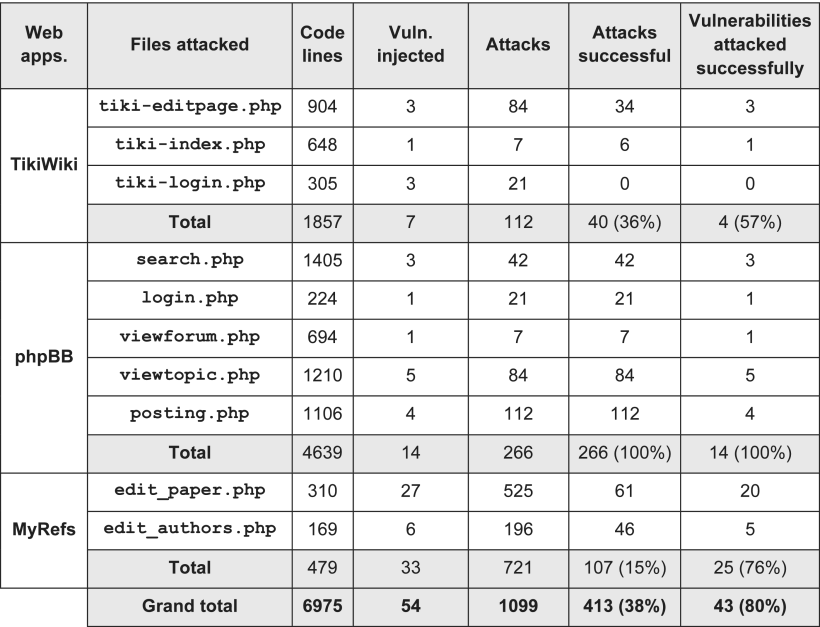 Web apps. Files attacked Code lines Vuln. injected Attacks Attacks successful Vulnerabilities attacked successfully
TikiWiki
tiki-editpage.php 904 3 84 34 3
tiki-index.php 648 1 7 6 1
tiki-login.php 305 3 21 0 0
Total 1857 7 112 40 (36%) 4 (57%)
phpBB
search.php 1405 3 42 42 3
login.php 224 1 21 21 1
viewforum.php 694 1 7 7 1
viewtopic.php 1210 5 84 84 5
posting.php 1106 4 112 112 4
Total 4639 14 266 266 (100%) 14 (100%)
MyRefs
edit_paper.php 310 27 525 61 20
edit_authors.php 169 6 196 46 5
Total 479 33 721 107 (15%) 25 (76%)
Grand total 6975 54 1099 413 (38%) 43 (80%)